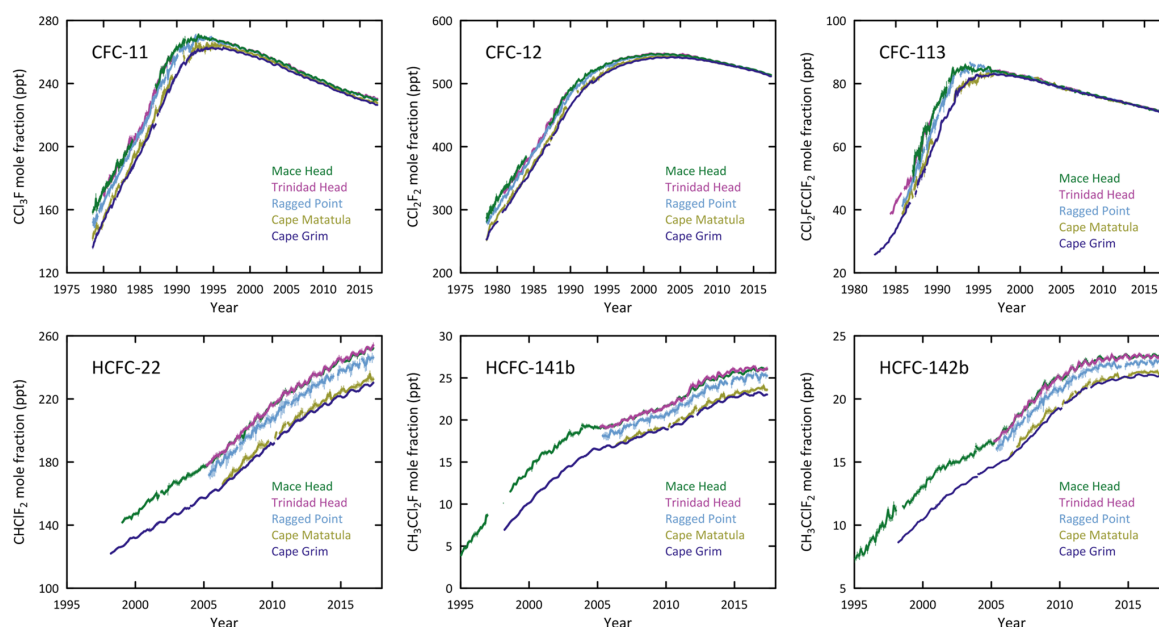 CFC-11
CCl₃F mole fraction (ppt)
280
240
200
160
120
1975 1980 1985 1990 1995 2000 2005 2010 2015
Year
Mace Head
Trinidad Head
Ragged Point
Cape Matatula
Cape Grim
CFC-12
CCl₂F₂ mole fraction (ppt)
600
500
400
300
200
1975 1980 1985 1990 1995 2000 2005 2010 2015
Year
Mace Head
Trinidad Head
Ragged Point
Cape Matatula
Cape Grim
CFC-113
CCl₂FCClF₂ mole fraction (ppt)
100
80
60
40
20
1980 1985 1990 1995 2000 2005 2010 2015
Year
Mace Head
Trinidad Head
Ragged Point
Cape Matatula
Cape Grim
HCFC-22
CHClF₂ mole fraction (ppt)
260
220
180
140
100
1995 2000 2005 2010 2015
Year
Mace Head
Trinidad Head
Ragged Point
Cape Matatula
Cape Grim
HCFC-141b
CH₃CCl₂F mole fraction (ppt)
30
25
20
15
10
5
0
1995 2000 2005 2010 2015
Year
Mace Head
Trinidad Head
Ragged Point
Cape Matatula
Cape Grim
HCFC-142b
CH₃CClF₂ mole fraction (ppt)
25
20
15
10
5
1995 2000 2005 2010 2015
Year
Mace Head
Trinidad Head
Ragged Point
Cape Matatula
Cape Grim